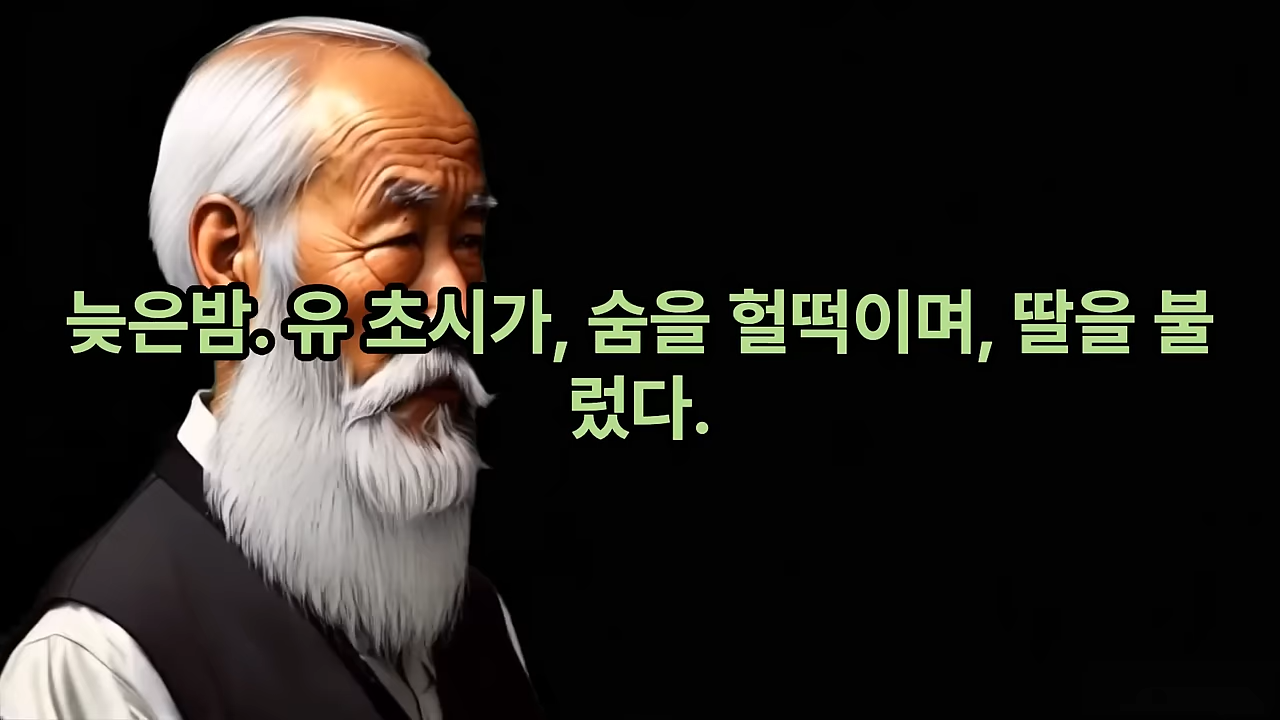 늦은밤. 유 초시가, 숨을 헐떡이며, 딸을 불
렀다.